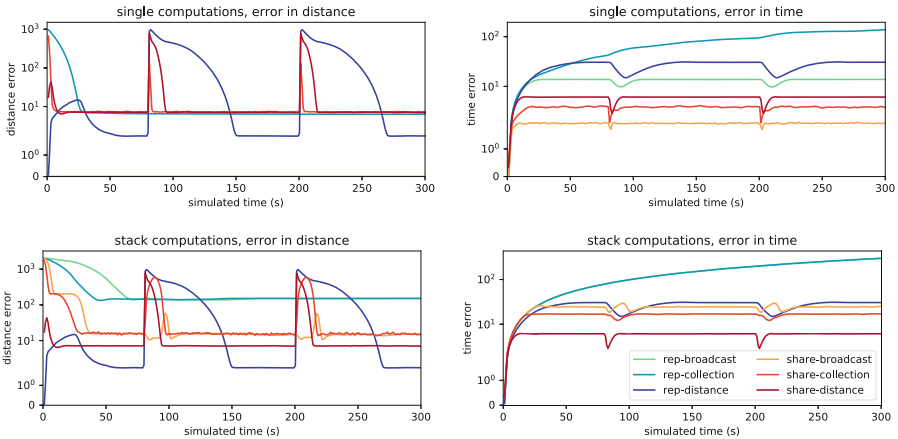 single computations, error in distance
distance error
10³
10²
10¹
10⁰
0
0 50 100 150 200 250 300
simulated time (s)
single computations, error in time
time error
10²
10¹
10⁰
0
0 50 100 150 200 250 300
simulated time (s)
stack computations, error in distance
distance error
10³
10²
10¹
10⁰
0
0 50 100 150 200 250 300
simulated time (s)
stack computations, error in time
time error
10²
10¹
10⁰
0
rep-broadcast share-broadcast
rep-collection share-collection
rep-distance share-distance
0 50 100 150 200 250 300
simulated time (s)